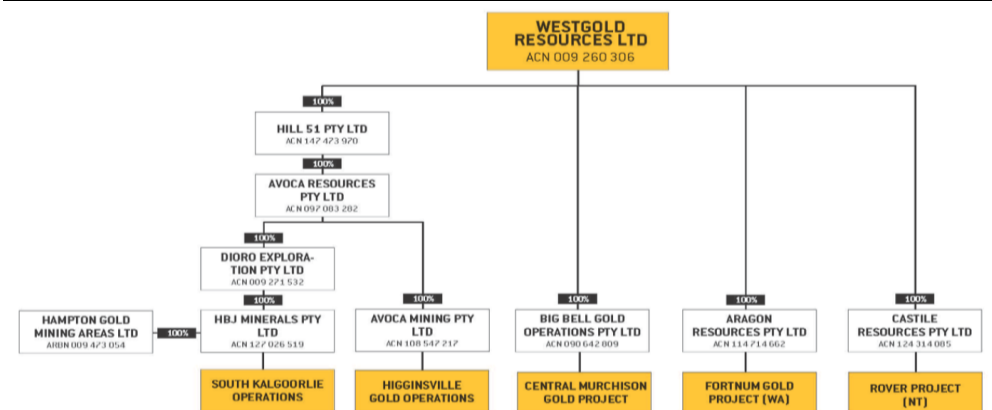 WESTGOLD
RESOURCES LTD
ACN 009 260 306
100%
HILL 51 PTY LTD
ACN 147 473 970
100%
AVOCA RESOURCES
PTY LTD
ACN 097 083 282
100%
DIORO EXPLORA-
TION PTY LTD
ACN 009 271 532
100%
100%
100%
100%
100%
HAMPTON GOLD
MINING AREAS LTD
ARBN 009 473 054
100%
HBJ MINERALS PTY
LTD
ACN 127 026 519
AVOCA MINING PTY
LTD
ACN 108 547 217
BIG BELL GOLD
OPERATIONS PTY LTD
ACN 090 642 809
ARAGON
RESOURCES PTY LTD
ACN 114 714 662
CASTILE
RESOURCES PTY LTD
ACN 124 314 085
SOUTH KALGOORLIE
OPERATIONS
HIGGINSVILLE
GOLD OPERATIONS
CENTRAL MURCHISON
GOLD PROJECT
FORTNUM GOLD
PROJECT (WA)
ROVER PROJECT
(NT)